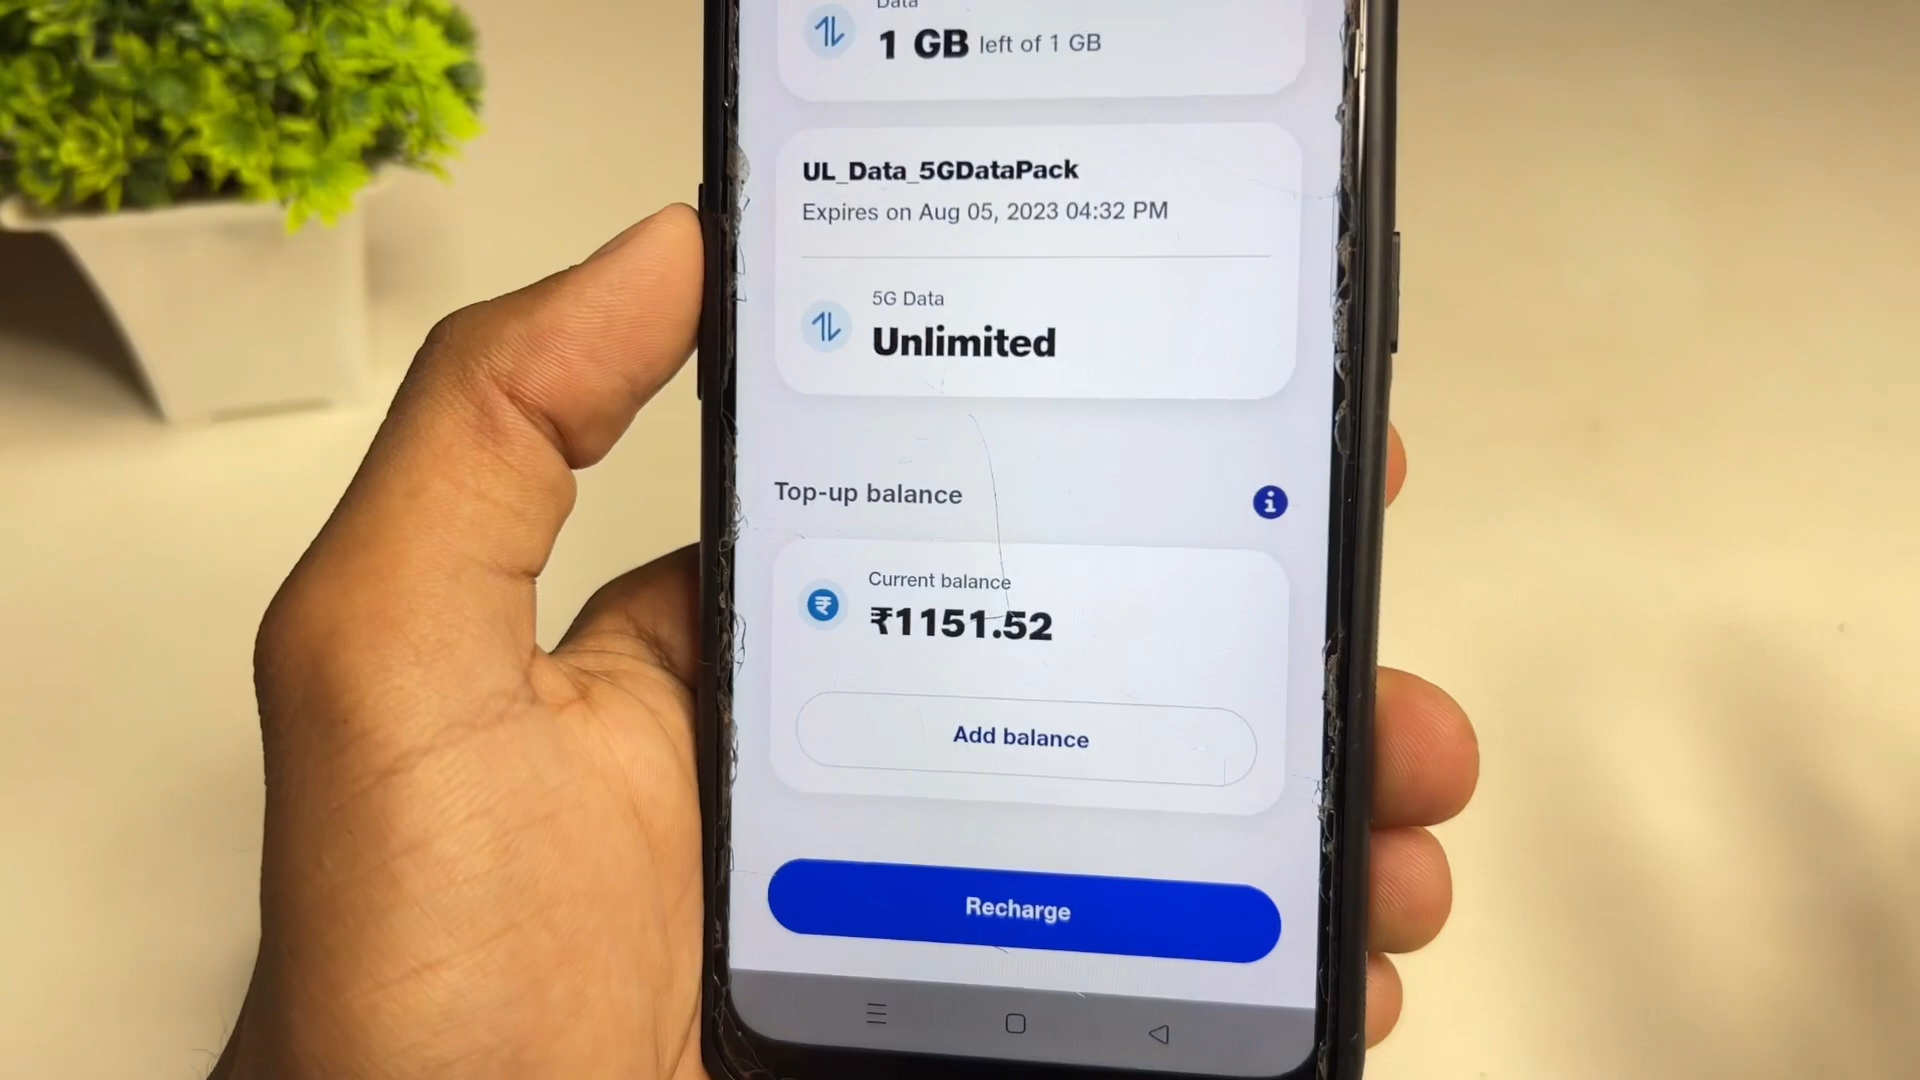 Data
1 GB left of 1 GB
UL_Data_5GDataPack
Expires on Aug 05, 2023 04:32 PM
5G Data
Unlimited
Top-up balance
Current balance
₹1151.52
Add balance
Recharge